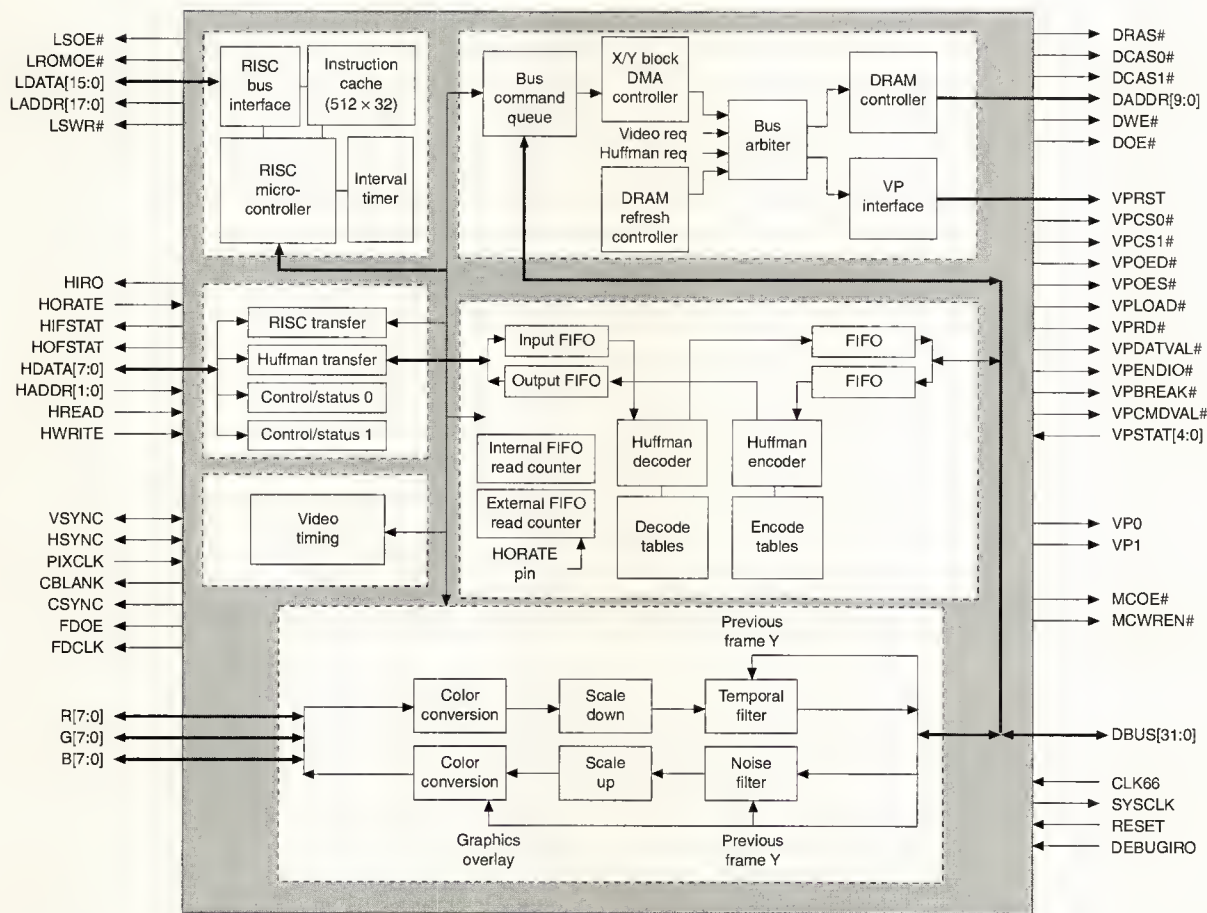 LSOE#
LROMOE#
LDATA[15:0]
LADDR[17:0]
LSWR#
HIRO
HORATE
HIFSTAT
HOFSTAT
HDATA[7:0]
HADDR[1:0]
HREAD
HWRITE
VSYNC
HSYNC
PIXCLK
CBLANK
CSYNC
FDOE
FDCLK
R[7:0]
G[7:0]
B[7:0]
RISC
bus
interface
Instruction
cache
(512 × 32)
RISC
micro-
controller
Interval
timer
RISC transfer
Huffman transfer
Control/status 0
Control/status 1
Video
timing
Bus
command
queue
X/Y block
DMA
controller
Video req
Huffman req
DRAM
refresh
controller
Bus
arbiter
DRAM
controller
VP
interface
Input FIFO
Output FIFO
FIFO
FIFO
Internal FIFO
read counter
External FIFO
read counter
HORATE
pin
Huffman
decoder
Huffman
encoder
Decode
tables
Encode
tables
Previous
frame Y
Color
conversion
Scale
down
Temporal
filter
Color
conversion
Scale
up
Noise
filter
Graphics
overlay
Previous
frame Y
DRAS#
DCAS0#
DCAS1#
DADDR[9:0]
DWE#
DOE#
VPRST
VPCS0#
VPCS1#
VPOED#
VPOES#
VPLOAD#
VPRD#
VPDATVAL#
VPENDIO#
VPBREAK#
VPCMDVAL#
VPSTAT[4:0]
VP0
VP1
MCOE#
MCWREN#
DBUS[31:0]
CLK66
SYSCLK
RESET
DEBUGIRO